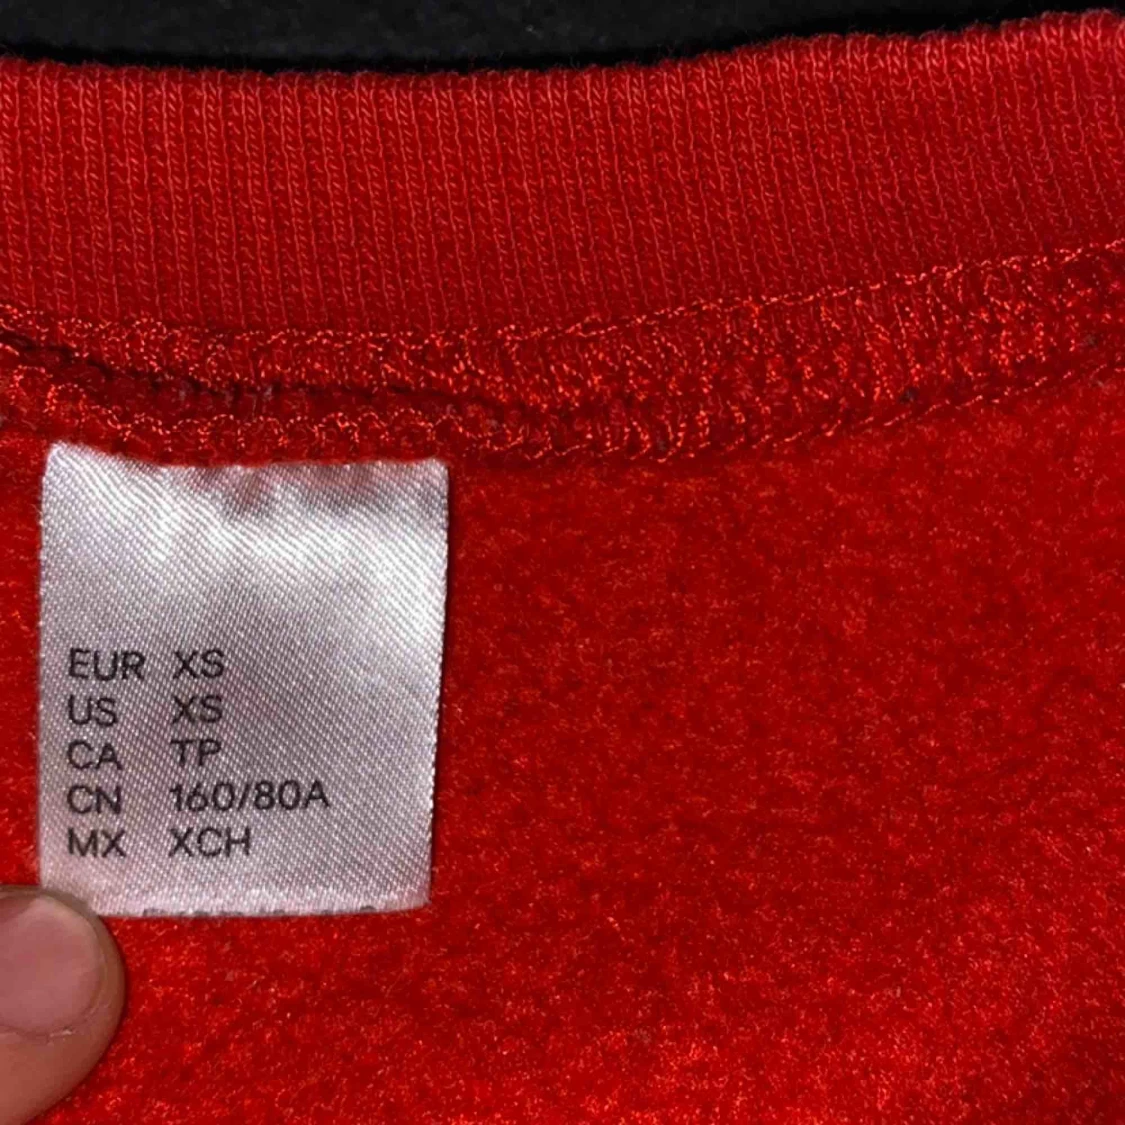 EUR XS
US XS
CA TP
CN 160/80A
MX XCH